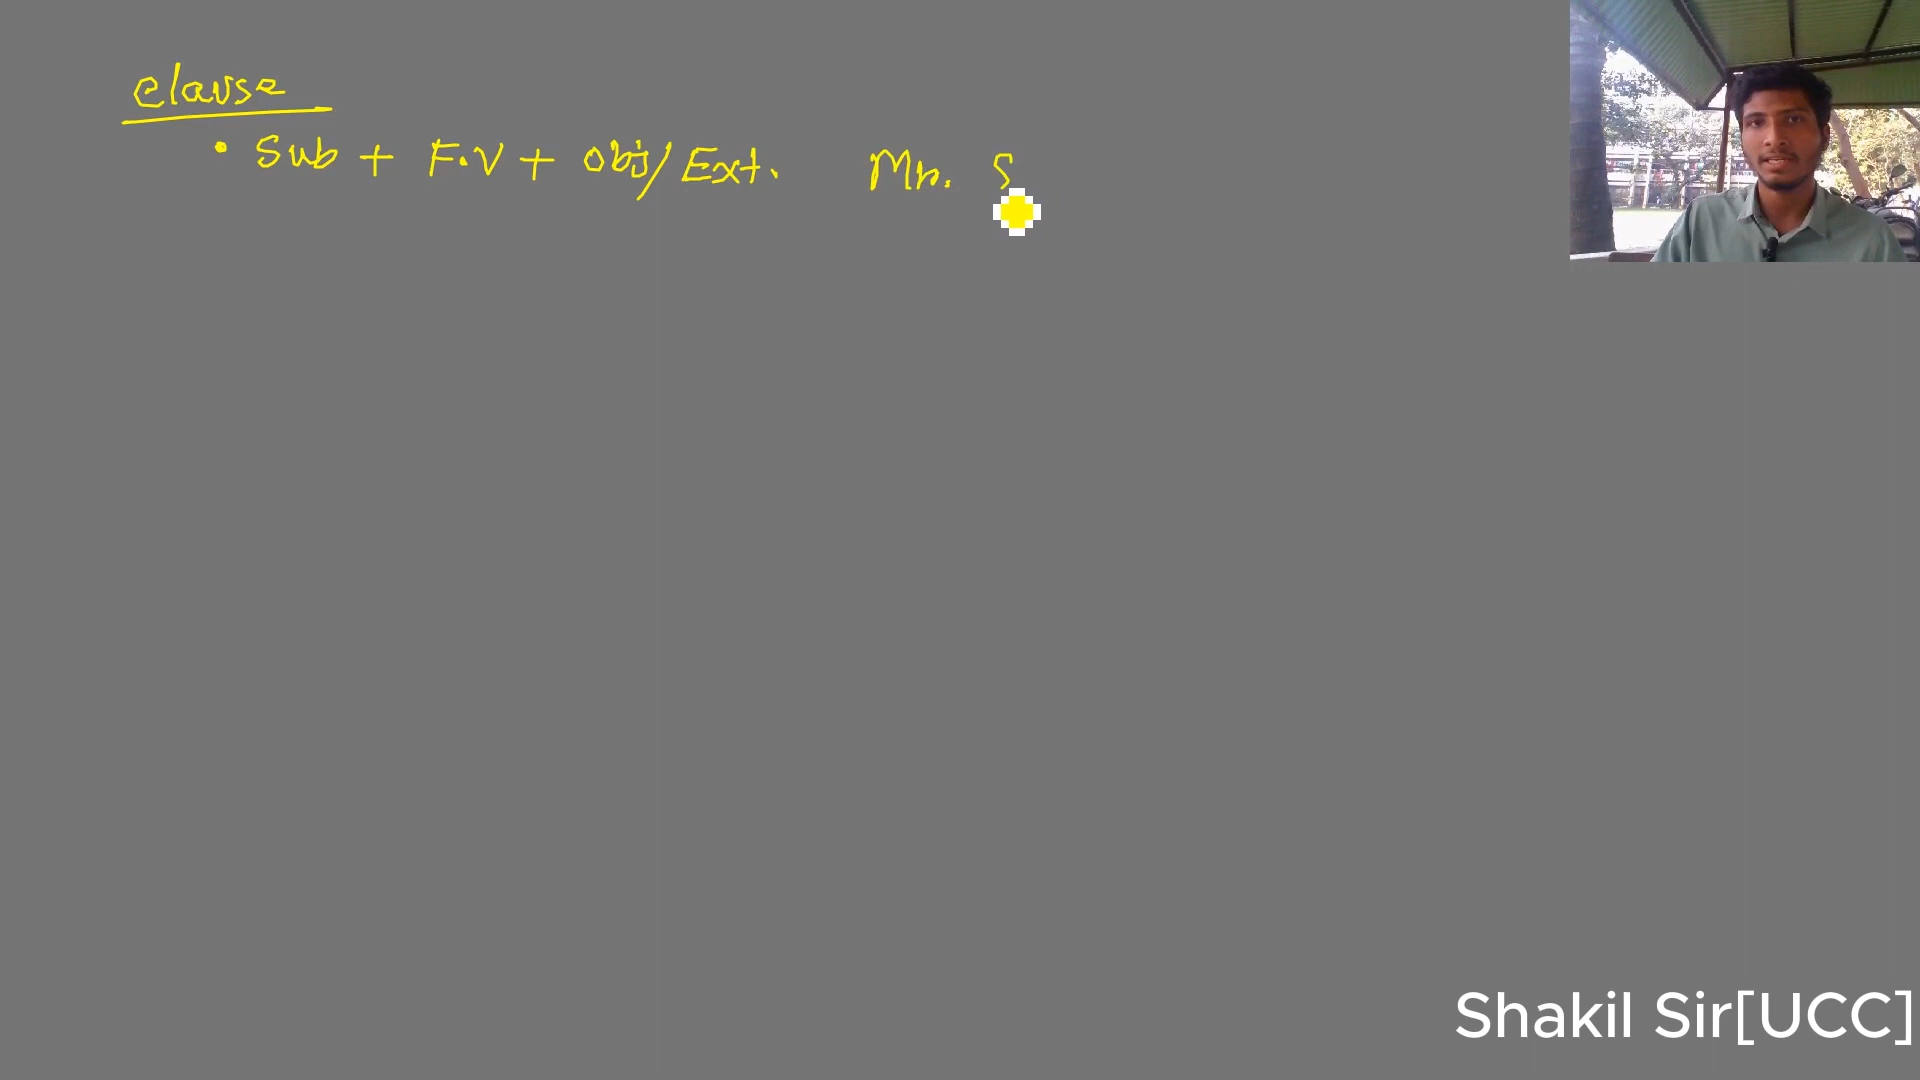 clause
• Sub + F.V + Obj/Ext. Mr. S
Shakil Sir[UCC]